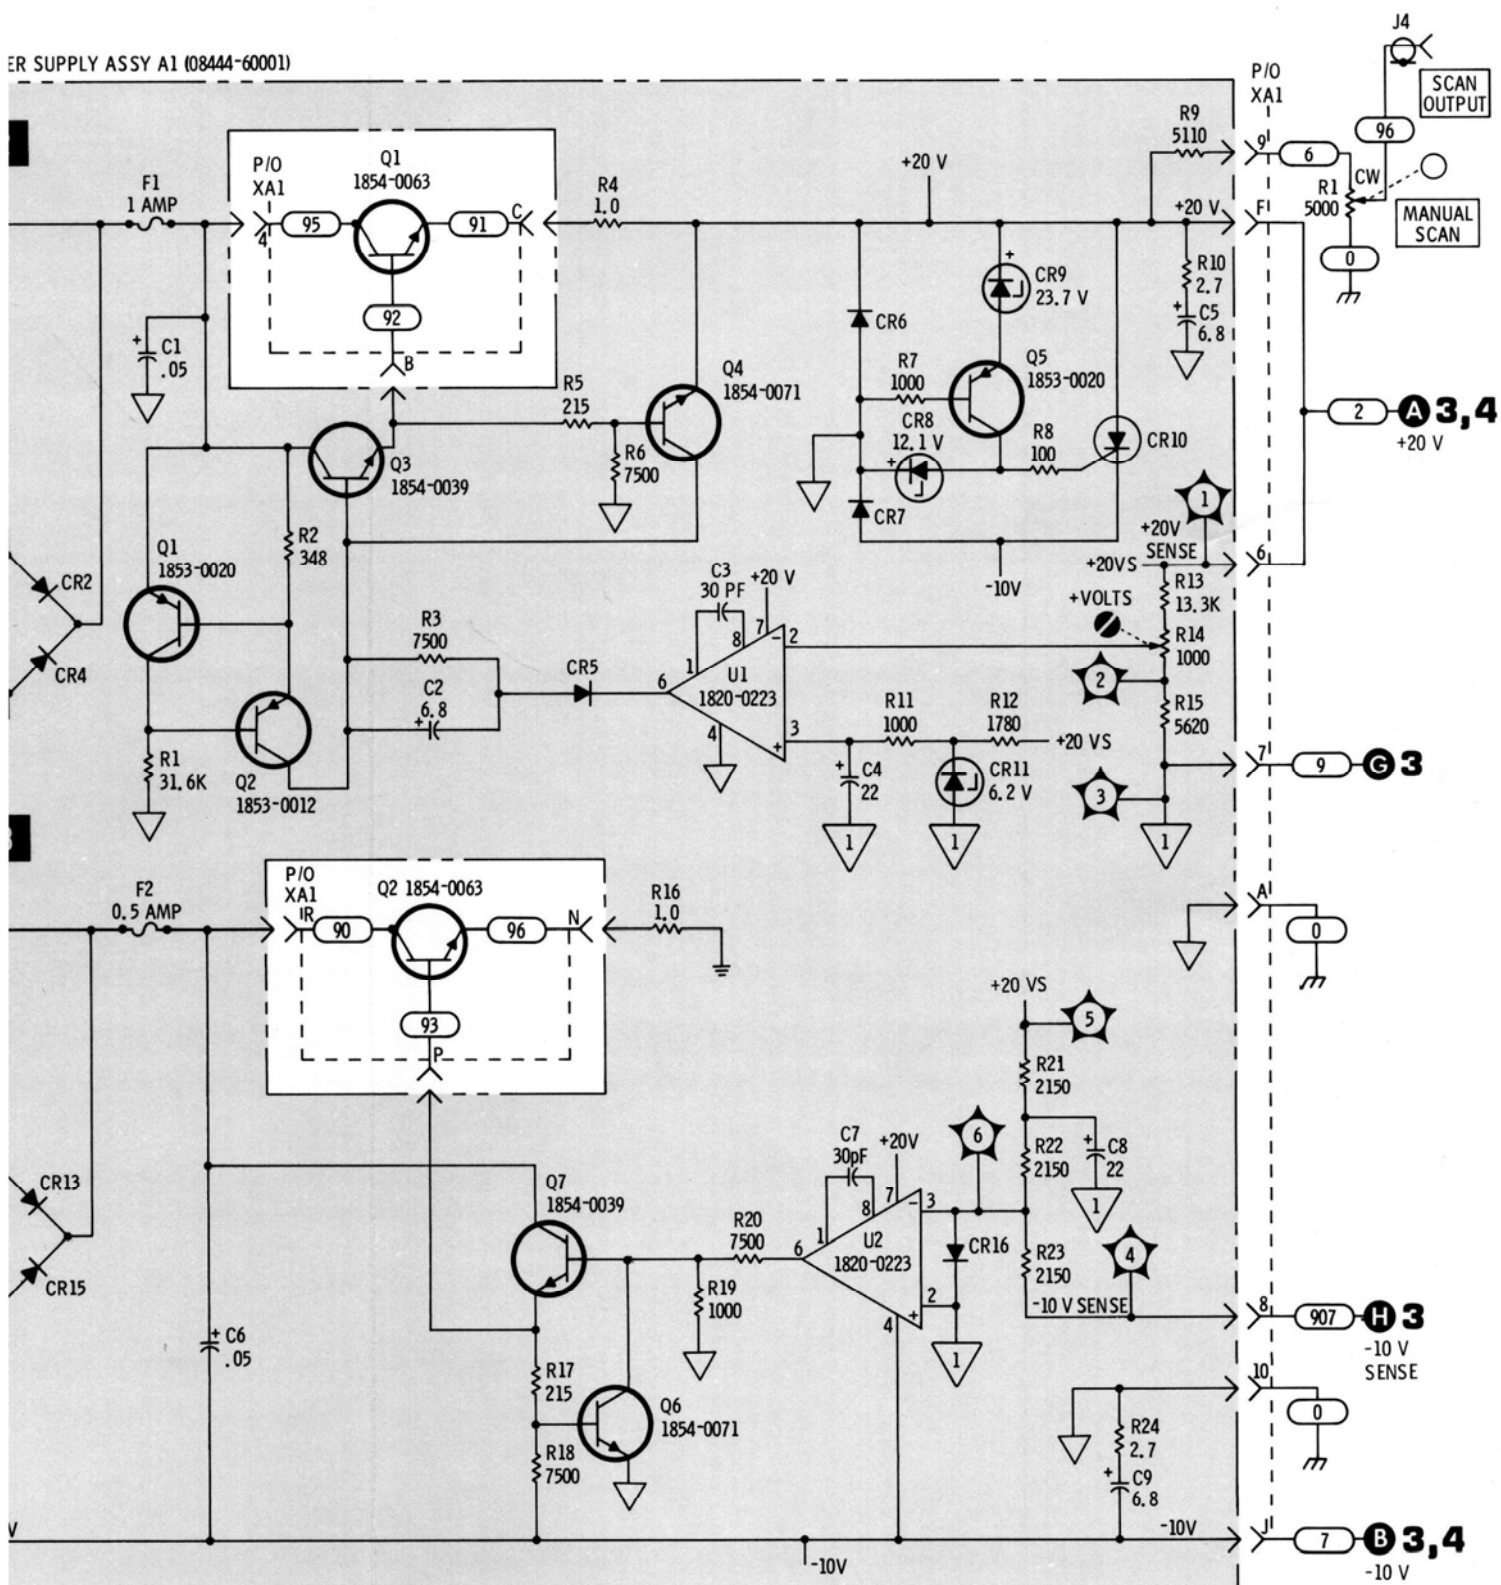 J4
ER SUPPLY ASSY A1 (08444-60001)
P/O
XA1
SCAN
OUTPUT
96
R9
5110
9
6
CW
R1
5000
MANUAL
SCAN
0
F1
1 AMP
P/O
XA1
Q1
1854-0063
4
95
91
C
92
B
R4
1.0
+20 V
+20 V
F
R10
2.7
+
C5
6.8
+
C1
.05
CR6
+
CR9
23.7 V
R7
1000
Q5
1853-0020
CR8
12.1 V
+
R8
100
CR10
CR7
-10V
R5
215
Q4
1854-0071
R6
7500
Q3
1854-0039
2
A 3,4
+20 V
1
+20V
SENSE
+20VS
6
R13
13.3K
+VOLTS
R14
1000
2
R15
5620
Q1
1853-0020
R2
348
CR2
CR4
R3
7500
C2
6.8
+
CR5
C3
30 PF
+20 V
7
8
1
-
2
U1
1820-0223
6
4
+
3
R11
1000
R12
1780
+20 VS
+
C4
22
CR11
6.2 V
1
1
3
1
7
9
G 3
R1
31.6K
Q2
1853-0012
F2
0.5 AMP
P/O
XA1
R
Q2 1854-0063
90
96
N
93
P
R16
1.0
A
0
+20 VS
5
R21
2150
R22
2150
+
C8
22
1
6
C7
30pF
+20V
7
8
1
-
3
U2
1820-0223
6
4
+
2
CR16
1
R23
2150
4
-10 V SENSE
8
907
H 3
-10 V
SENSE
CR13
CR15
Q7
1854-0039
R20
7500
R19
1000
+
C6
.05
R17
215
Q6
1854-0071
R18
7500
10
0
R24
2.7
+
C9
6.8
V
-10V
-10V
J
7
B 3,4
-10 V